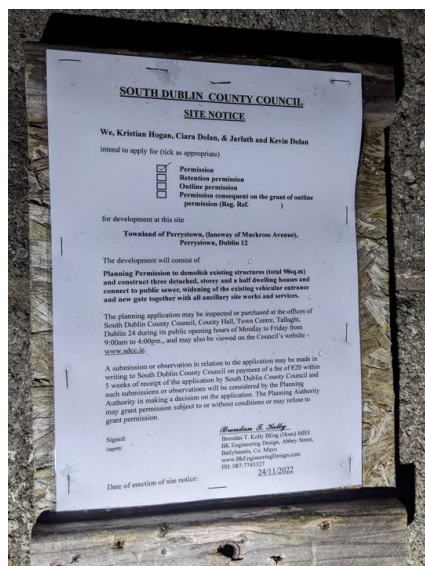 SOUTH DUBLIN COUNTY COUNCIL
SITE NOTICE
We, Kristian Hogan, Ciara Dolan, & Jarlath and Kevin Dolan
intend to apply for (tick as appropriate)
Permission
Retention permission
Outline permission
Permission consequent on the grant of outline
permission (Reg. Ref. )
for development at this site
Townland of Perrystown, (laneway of Muckross Avenue),
Perrystown, Dublin 12
The development will consist of
Planning Permission to demolish existing structures (total 98sq.m)
and construct three detached, storey and a half dwelling houses and
connect to public sewer, widening of the existing vehicular entrance
and new gate together with all ancillary site works and services.
The planning application may be inspected or purchased at the offices of
South Dublin County Council, County Hall, Town Centre, Tallaght,
Dublin 24 during its public opening hours of Monday to Friday from
9:00am to 4:00pm., and may also be viewed on the Council's website -
www.sdcc.ie.
A submission or observation in relation to the application may be made in
writing to South Dublin County Council on payment of a fee of €20 within
5 weeks of receipt of the application by South Dublin County Council and
such submissions or observations will be considered by the Planning
Authority in making a decision on the application. The Planning Authority
may grant permission subject to or without conditions or may refuse to
grant permission.
Brendan T. Kelly
Signed: Brendan T. Kelly BEng (Hons) MIEI
(agent) BK Engineering Design, Abbey Street,
Ballyhaunis, Co. Mayo
www.BkEngineeringDesign.com
PH: 087-7743327
Date of erection of site notice: 24/11/2022